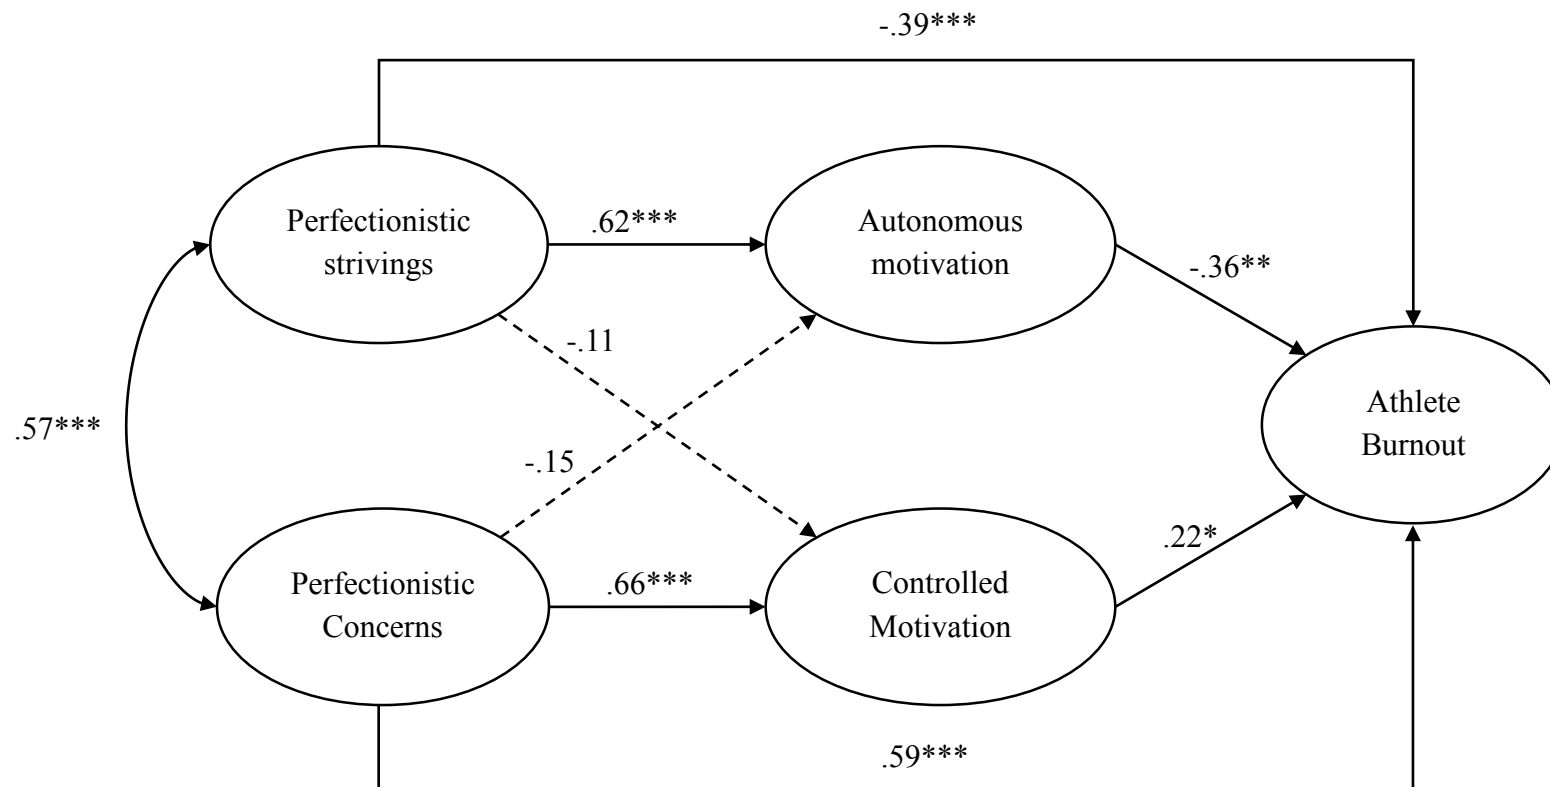 -.39***
Perfectionistic
strivings
.62***
Autonomous
motivation
-.36**
-.11
.57***
-.15
Athlete
Burnout
Perfectionistic
Concerns
.66***
Controlled
Motivation
.22*
.59***